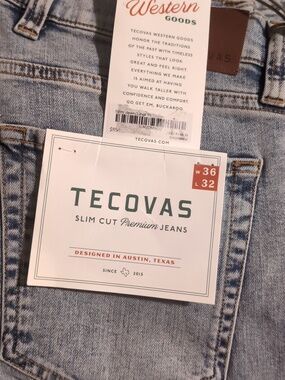 Western
GOODS
TECOVAS WESTERN GOODS
HONOR THE TRADITIONS
OF THE PAST WITH TIMELESS
STYLES THAT LOOK
GREAT AND FEEL RIGHT.
EVERYTHING WE MAKE
IS AIMED AT HAVING
YOU WALK TALLER WITH
CONFIDENCE AND COMFORT.
GO GET EM, BUCKAROO.
TECOVAS.COM
VAS
TECOVAS
SLIM CUT Premium JEANS
W 36
L 32
DESIGNED IN AUSTIN, TEXAS
SINCE 2015